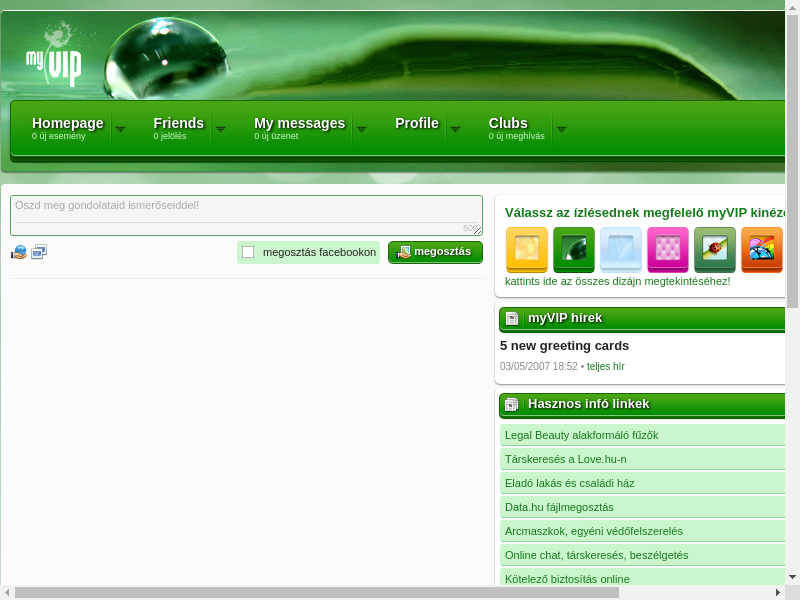 my VIP
Homepage
0 új esemény
Friends
0 jelölés
My messages
0 új üzenet
Profile
Clubs
0 új meghívás
Oszd meg gondolataid ismerőseiddel!
500
megosztás facebookon
megosztás
Válassz az ízlésednek megfelelő myVIP kinéze
kattints ide az összes dizájn megtekintéséhez!
myVIP hírek
5 new greeting cards
03/05/2007 18:52 • teljes hír
Hasznos infó linkek
Legal Beauty alakformáló fűzők
Társkeresés a Love.hu-n
Eladó lakás és családi ház
Data.hu fájlmegosztás
Arcmaszkok, egyéni védőfelszerelés
Online chat, társkeresés, beszélgetés
Kötelező biztosítás online